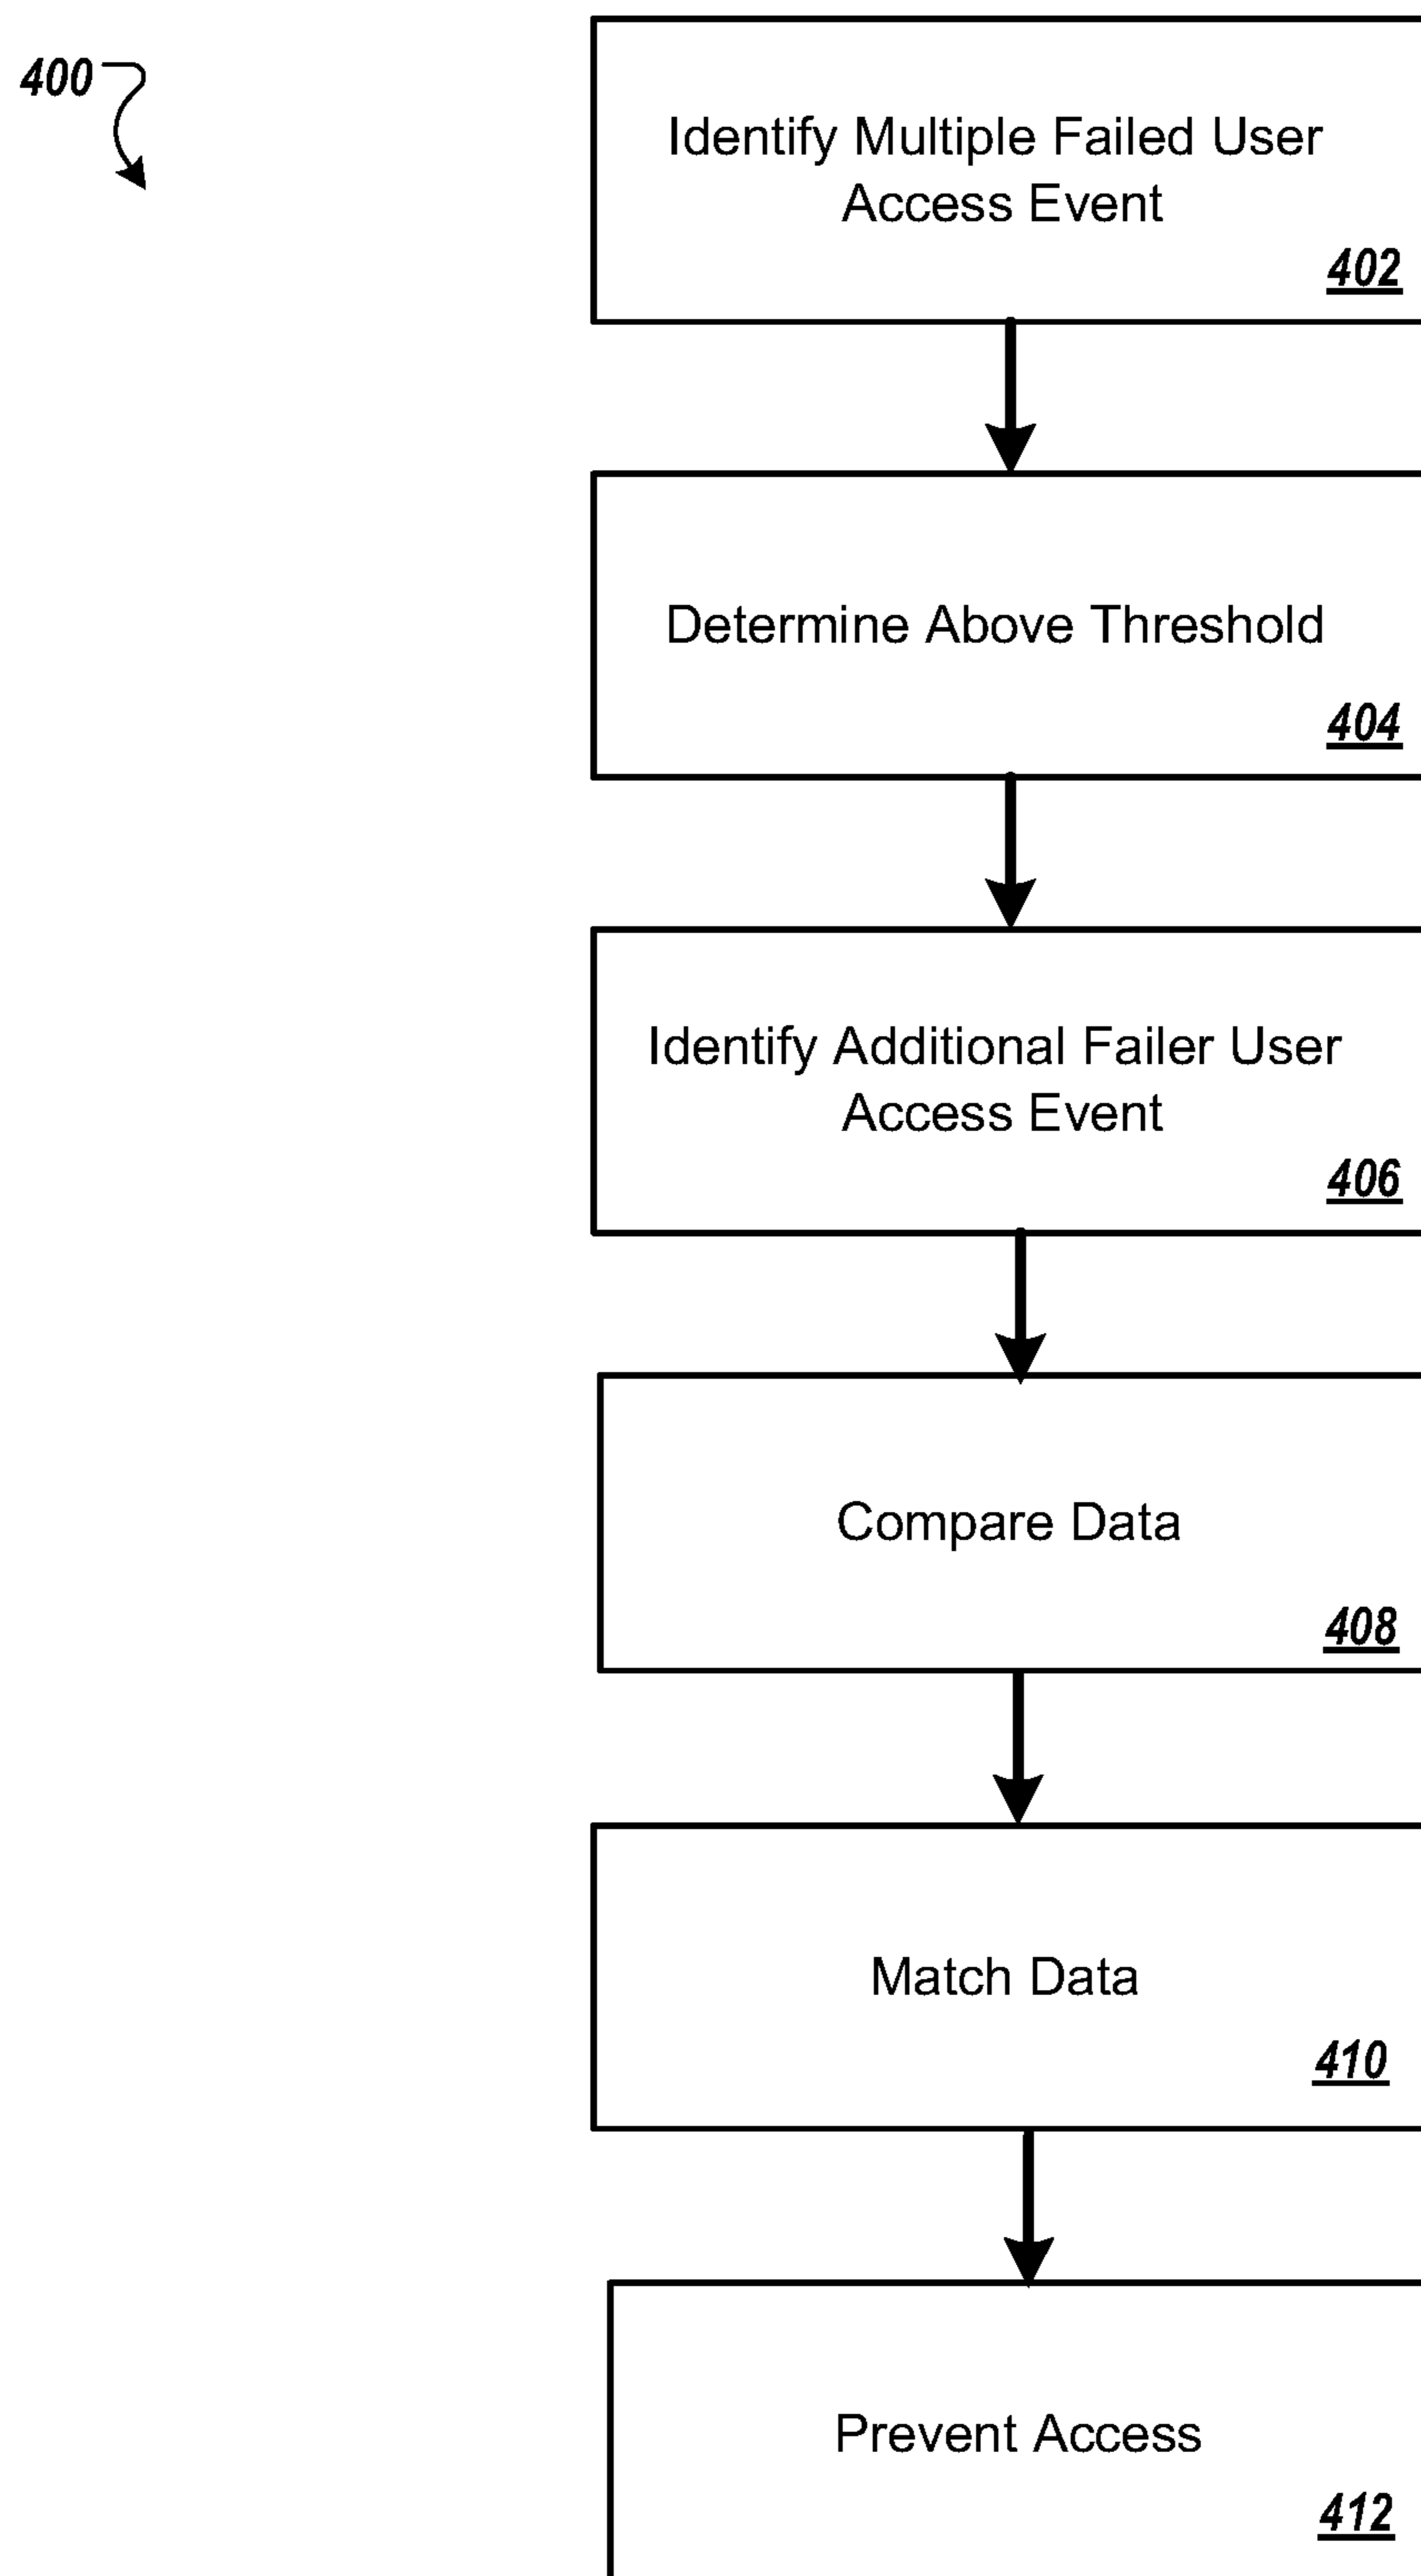 400
Identify Multiple Failed User
Access Event
402
Determine Above Threshold
404
Identify Additional Failer User
Access Event
406
Compare Data
408
Match Data
410
Prevent Access
412